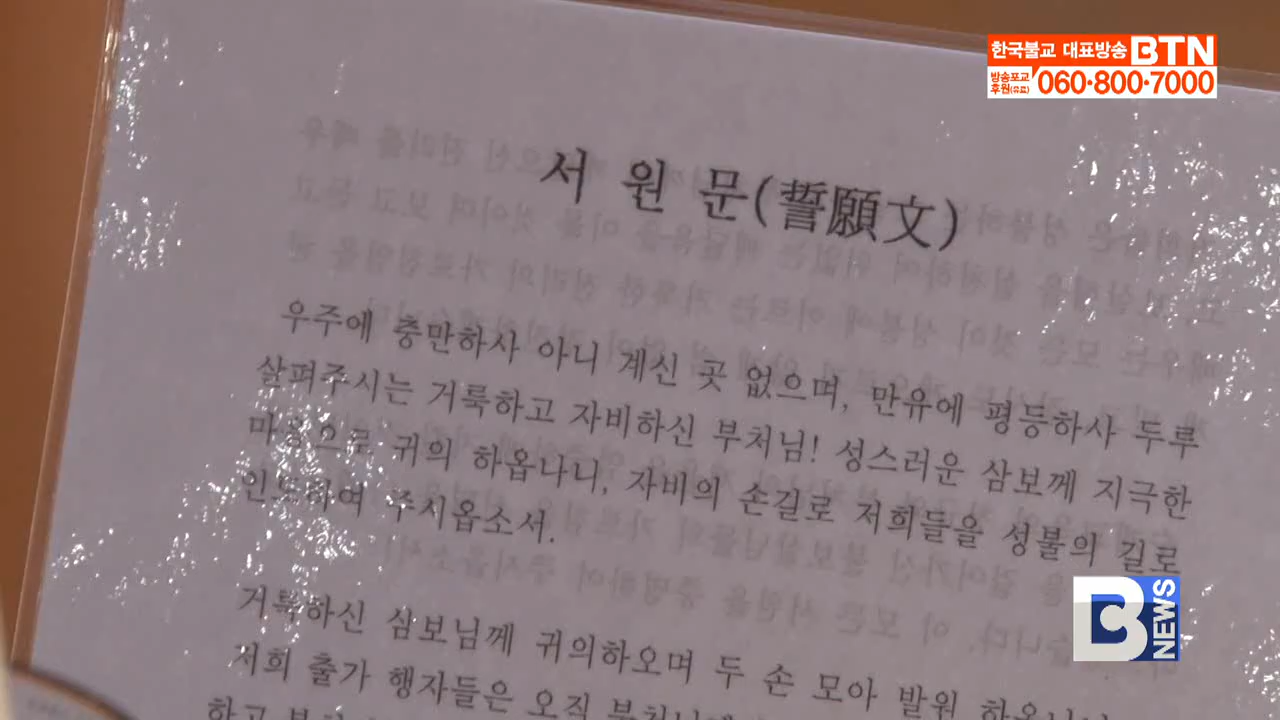 한국불교 대표방송 BTN
방송포교
후원(유료) 060·800·7000
서 원 문(誓願文)
우주에 충만하사 아니 계신 곳 없으며, 만유에 평등하사 두루
살펴주시는 거룩하고 자비하신 부처님! 성스러운 삼보께 지극한
마음으로 귀의 하옵나니, 자비의 손길로 저희들을 성불의 길로
인도하여 주시옵소서.
거룩하신 삼보님께 귀의하오며 두 손 모아 발원
저희 출가 행자들은 오직
하고
B NEWS